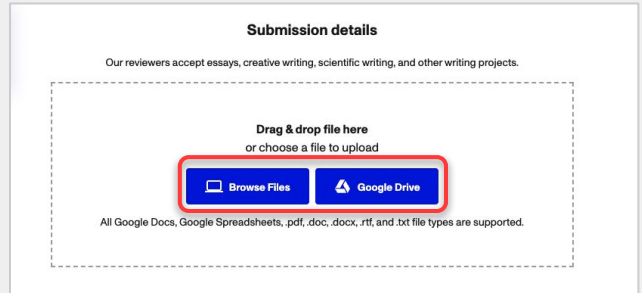 Submission details
Our reviewers accept essays, creative writing, scientific writing, and other writing projects.
Drag & drop file here
or choose a file to upload
Browse Files
Google Drive
All Google Docs, Google Spreadsheets, .pdf, .doc, .docx, .rtf, and .txt file types are supported.